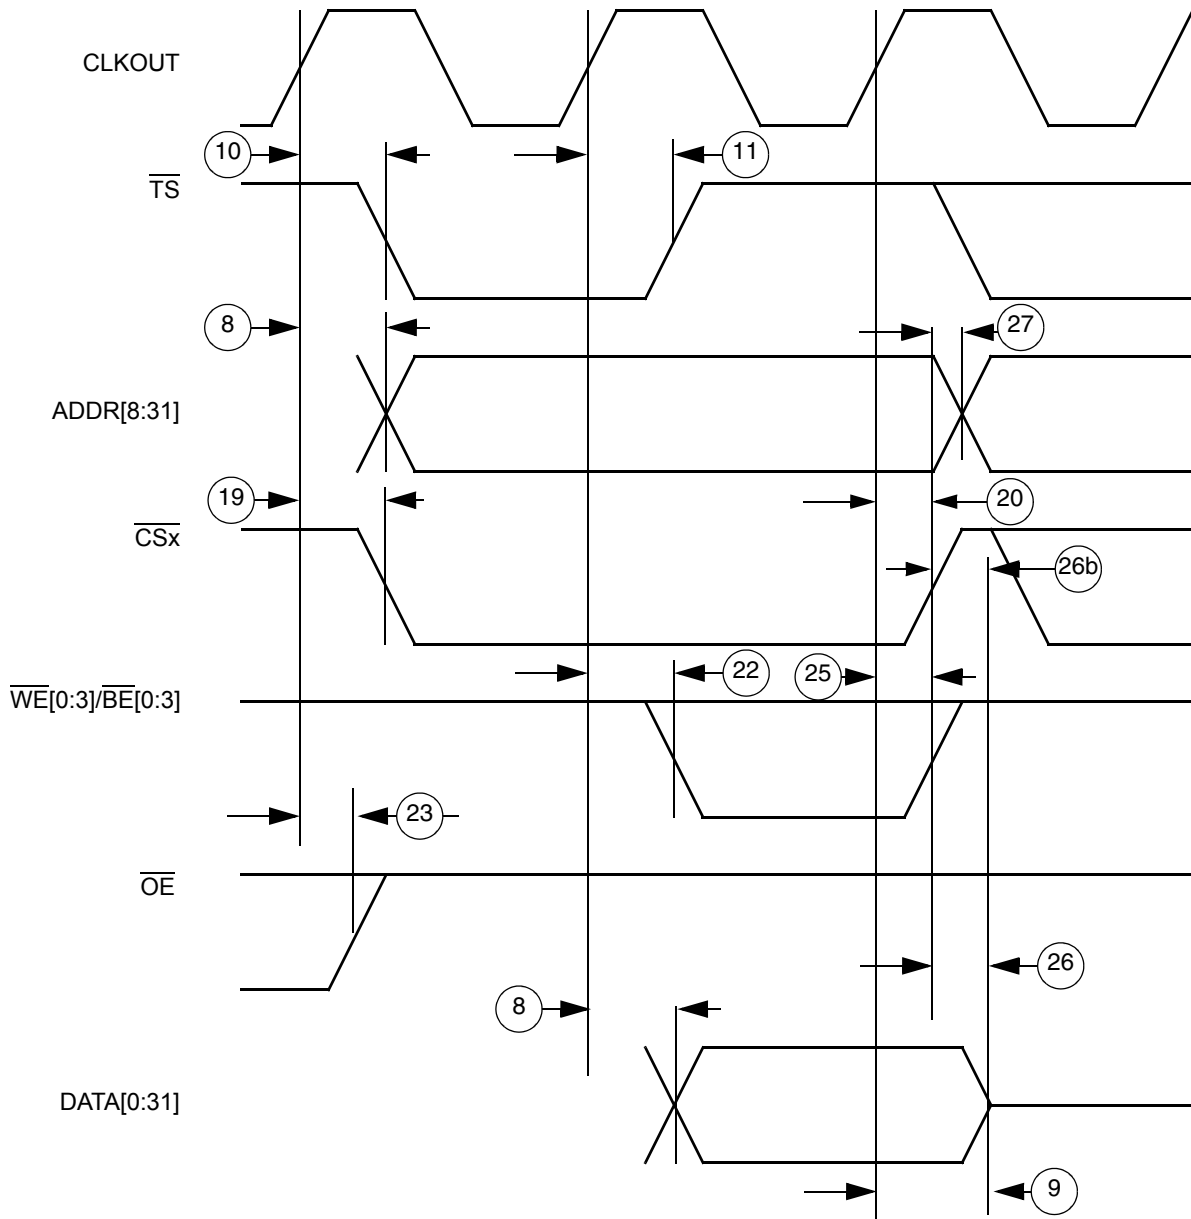 CLKOUT
10
11
TS
8
27
ADDR[8:31]
19
20
CSx
26b
22
25
WE[0:3]/BE[0:3]
23
OE
26
8
DATA[0:31]
9